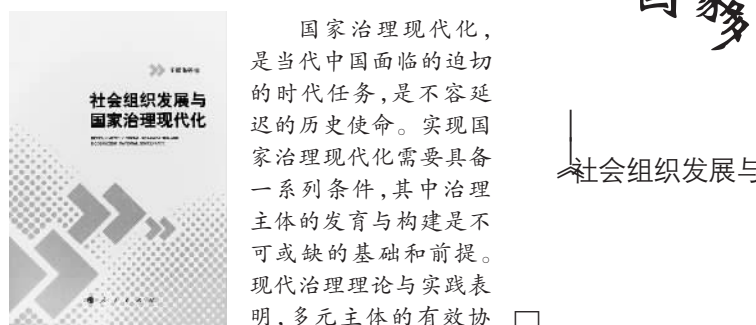 社会组织发展与
国家治理现代化
人民出版社
国家治理现代化，
是当代中国面临的迫切
的时代任务，是不容延
迟的历史使命。实现国
家治理现代化需要具备
一系列条件，其中治理
主体的发育与构建是不
可或缺的基础和前提。
现代治理理论与实践表
明，多元主体的有效协
社会组织发展与